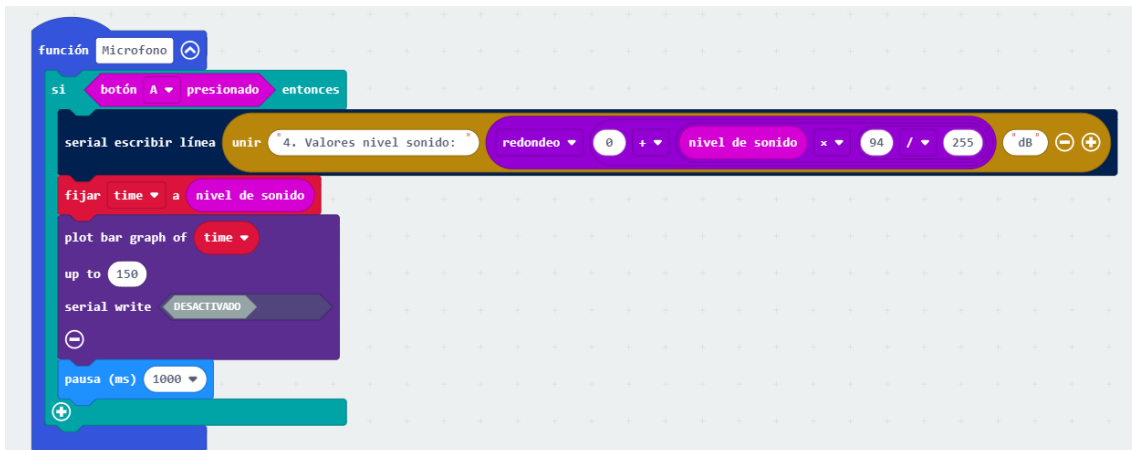 función Microfono
si botón A presionado entonces
serial escribir línea unir "4. Valores nivel sonido: " redondeo 0 + nivel de sonido x 94 / 255 "dB"
fijar time a nivel de sonido
plot bar graph of time
up to 150
serial write DESACTIVADO
pausa (ms) 1000